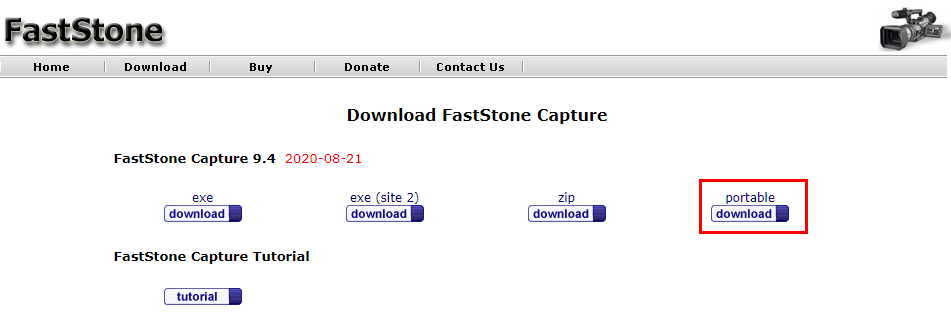 FastStone
Home Download Buy Donate Contact Us
Download FastStone Capture
FastStone Capture 9.4 2020-08-21
exe exe (site 2) zip portable
download download download download
FastStone Capture Tutorial
tutorial